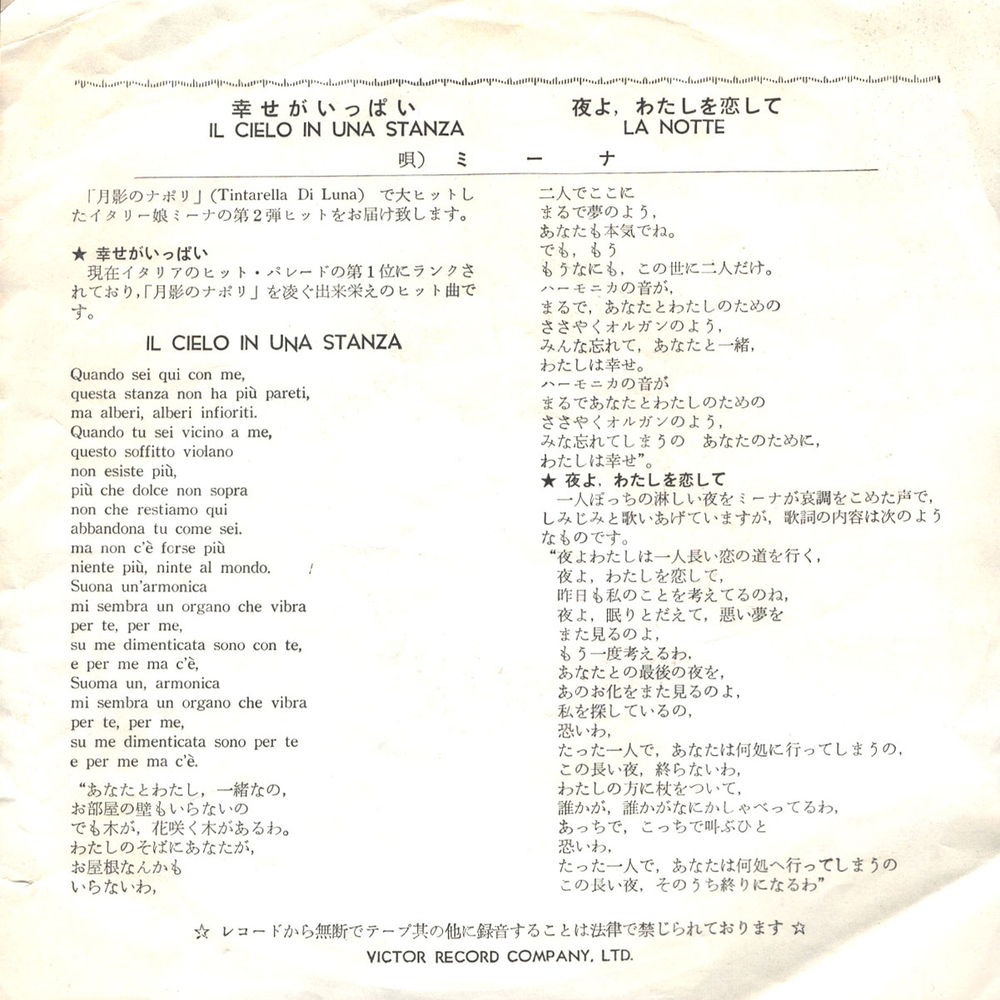 幸せがいっぱい
IL CIELO IN UNA STANZA
夜よ，わたしを恋して
LA NOTTE
唄） ミ ー ナ
「月影のナポリ」(Tintarella Di Luna) で大ヒットし
たイタリー娘ミーナの第2弾ヒットをお届け致します。
★ 幸せがいっぱい
現在イタリアのヒット・パレードの第1位にランクさ
れており，「月影のナポリ」を凌ぐ出来栄えのヒット曲で
す。
IL CIELO IN UNA STANZA
Quando sei qui con me,
questa stanza non ha più pareti,
ma alberi, alberi infioriti.
Quando tu sei vicino a me,
questo soffitto violano
non esiste più,
più che dolce non sopra
non che restiamo qui
abbandona tu come sei.
ma non c'è forse più
niente più, ninte al mondo.
Suona un'armonica
mi sembra un organo che vibra
per te, per me,
su me dimenticata sono con te,
e per me ma c'è,
Suoma un, armonica
mi sembra un organo che vibra
per te, per me,
su me dimenticata sono per te
e per me ma c'è.
“あなたとわたし，一緒なの，
お部屋の壁もいらないの
でも木が，花咲く木があるわ。
わたしのそばにあなたが，
お屋根なんかも
いらないわ，
二人でここに
まるで夢のよう，
あなたも本気でね。
でも，もう
もうなにも，この世に二人だけ。
ハーモニカの音が，
まるで，あなたとわたしのための
ささやくオルガンのよう，
みんな忘れて，あなたと一緒，
わたしは幸せ。
ハーモニカの音が
まるであなたとわたしのための
ささやくオルガンのよう，
みな忘れてしまうの あなたのために，
わたしは幸せ”。
★ 夜よ，わたしを恋して
一人ぼっちの淋しい夜をミーナが哀調をこめた声で，
しみじみと歌いあげていますが，歌詞の内容は次のよう
なものです。
“夜よわたしは一人長い恋の道を行く，
夜よ，わたしを恋して，
昨日も私のことを考えてるのね，
夜よ，眠りとだえて，悪い夢を
また見るのよ，
もう一度考えるわ，
あなたとの最後の夜を，
あのお化をまた見るのよ，
私を探しているの，
恐いわ，
たった一人で，あなたは何処に行ってしまうの，
この長い夜，終らないわ，
わたしの方に杖をついて，
誰かが，誰かがなにかしゃべってるわ，
あっちで，こっちで叫ぶひと
恐いわ，
たった一人で，あなたは何処へ行ってしまうの
この長い夜，そのうち終りになるわ”
☆ レコードから無断でテープ其の他に録音することは法律で禁じられております ☆
VICTOR RECORD COMPANY, LTD.